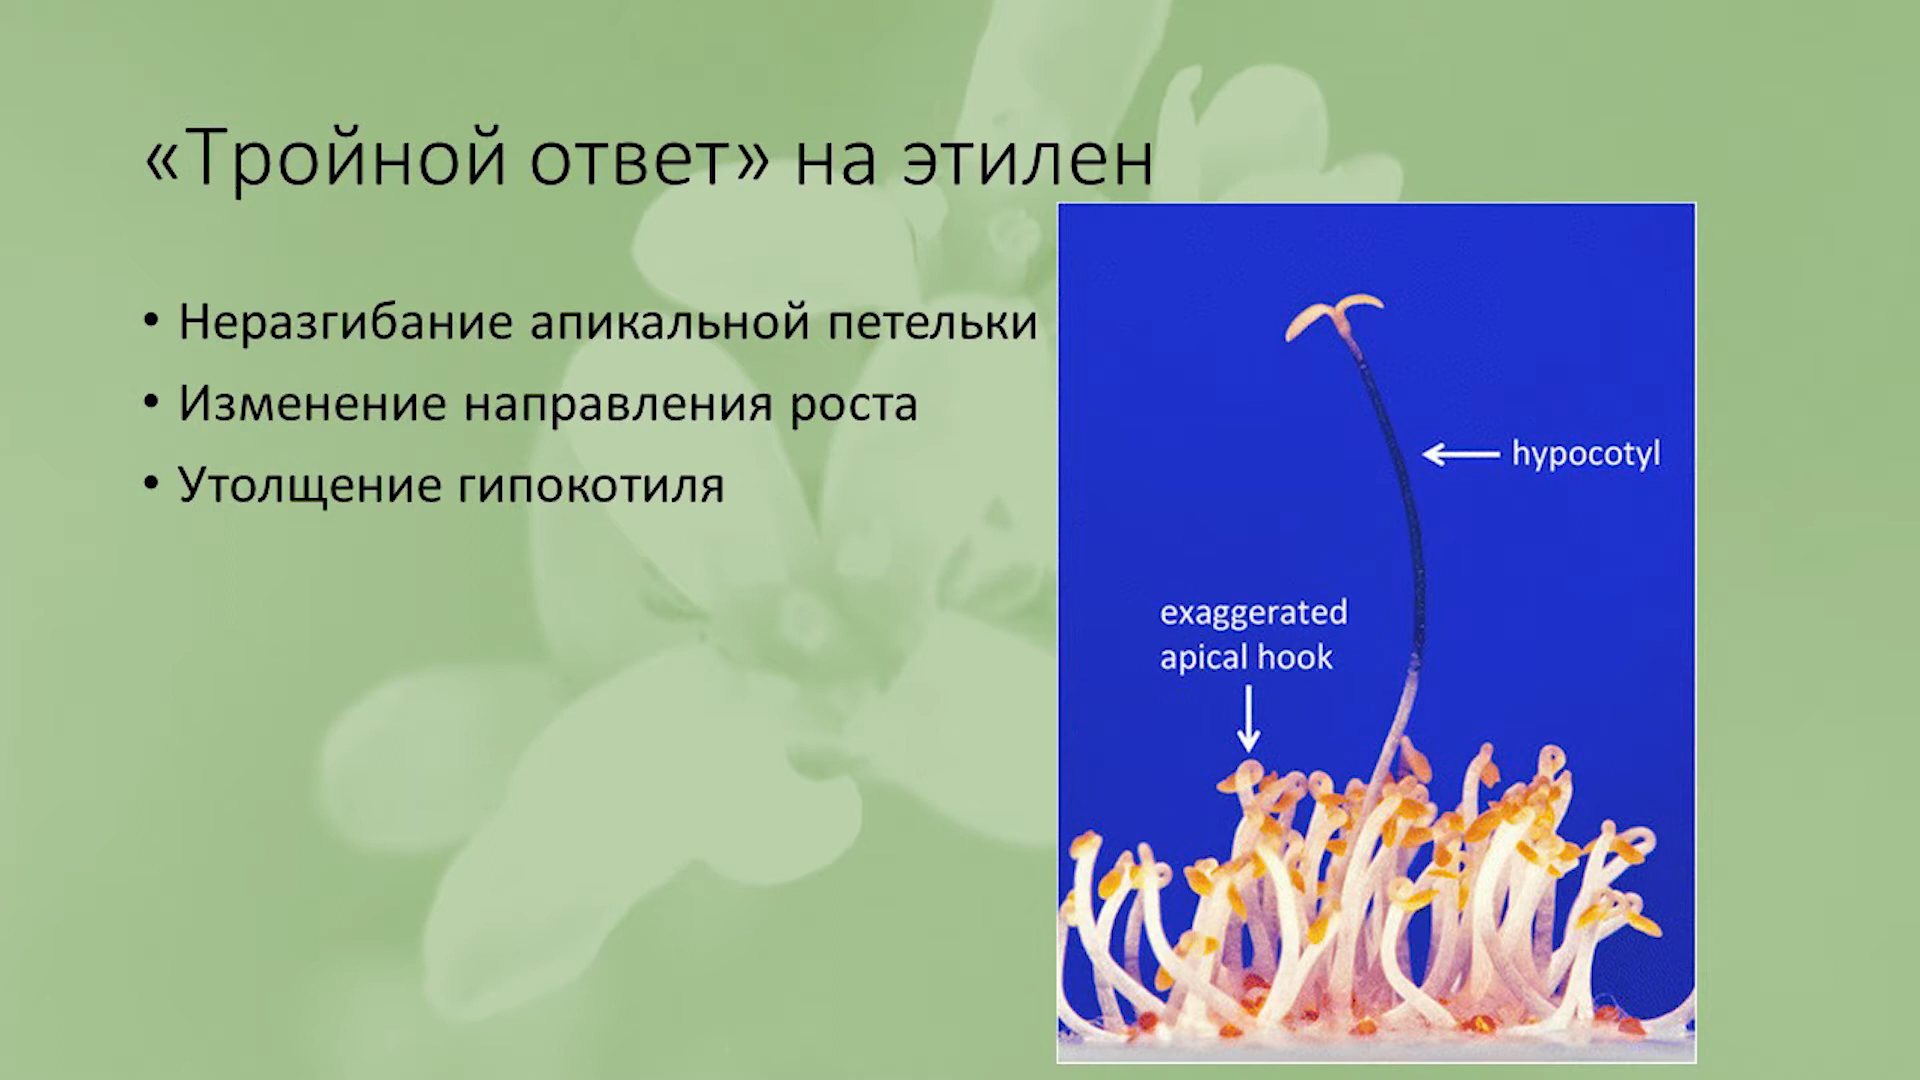 «Тройной ответ» на этилен
• Неразгибание апикальной петельки
• Изменение направления роста
• Утолщение гипокотиля
hypocotyl
exaggerated
apical hook